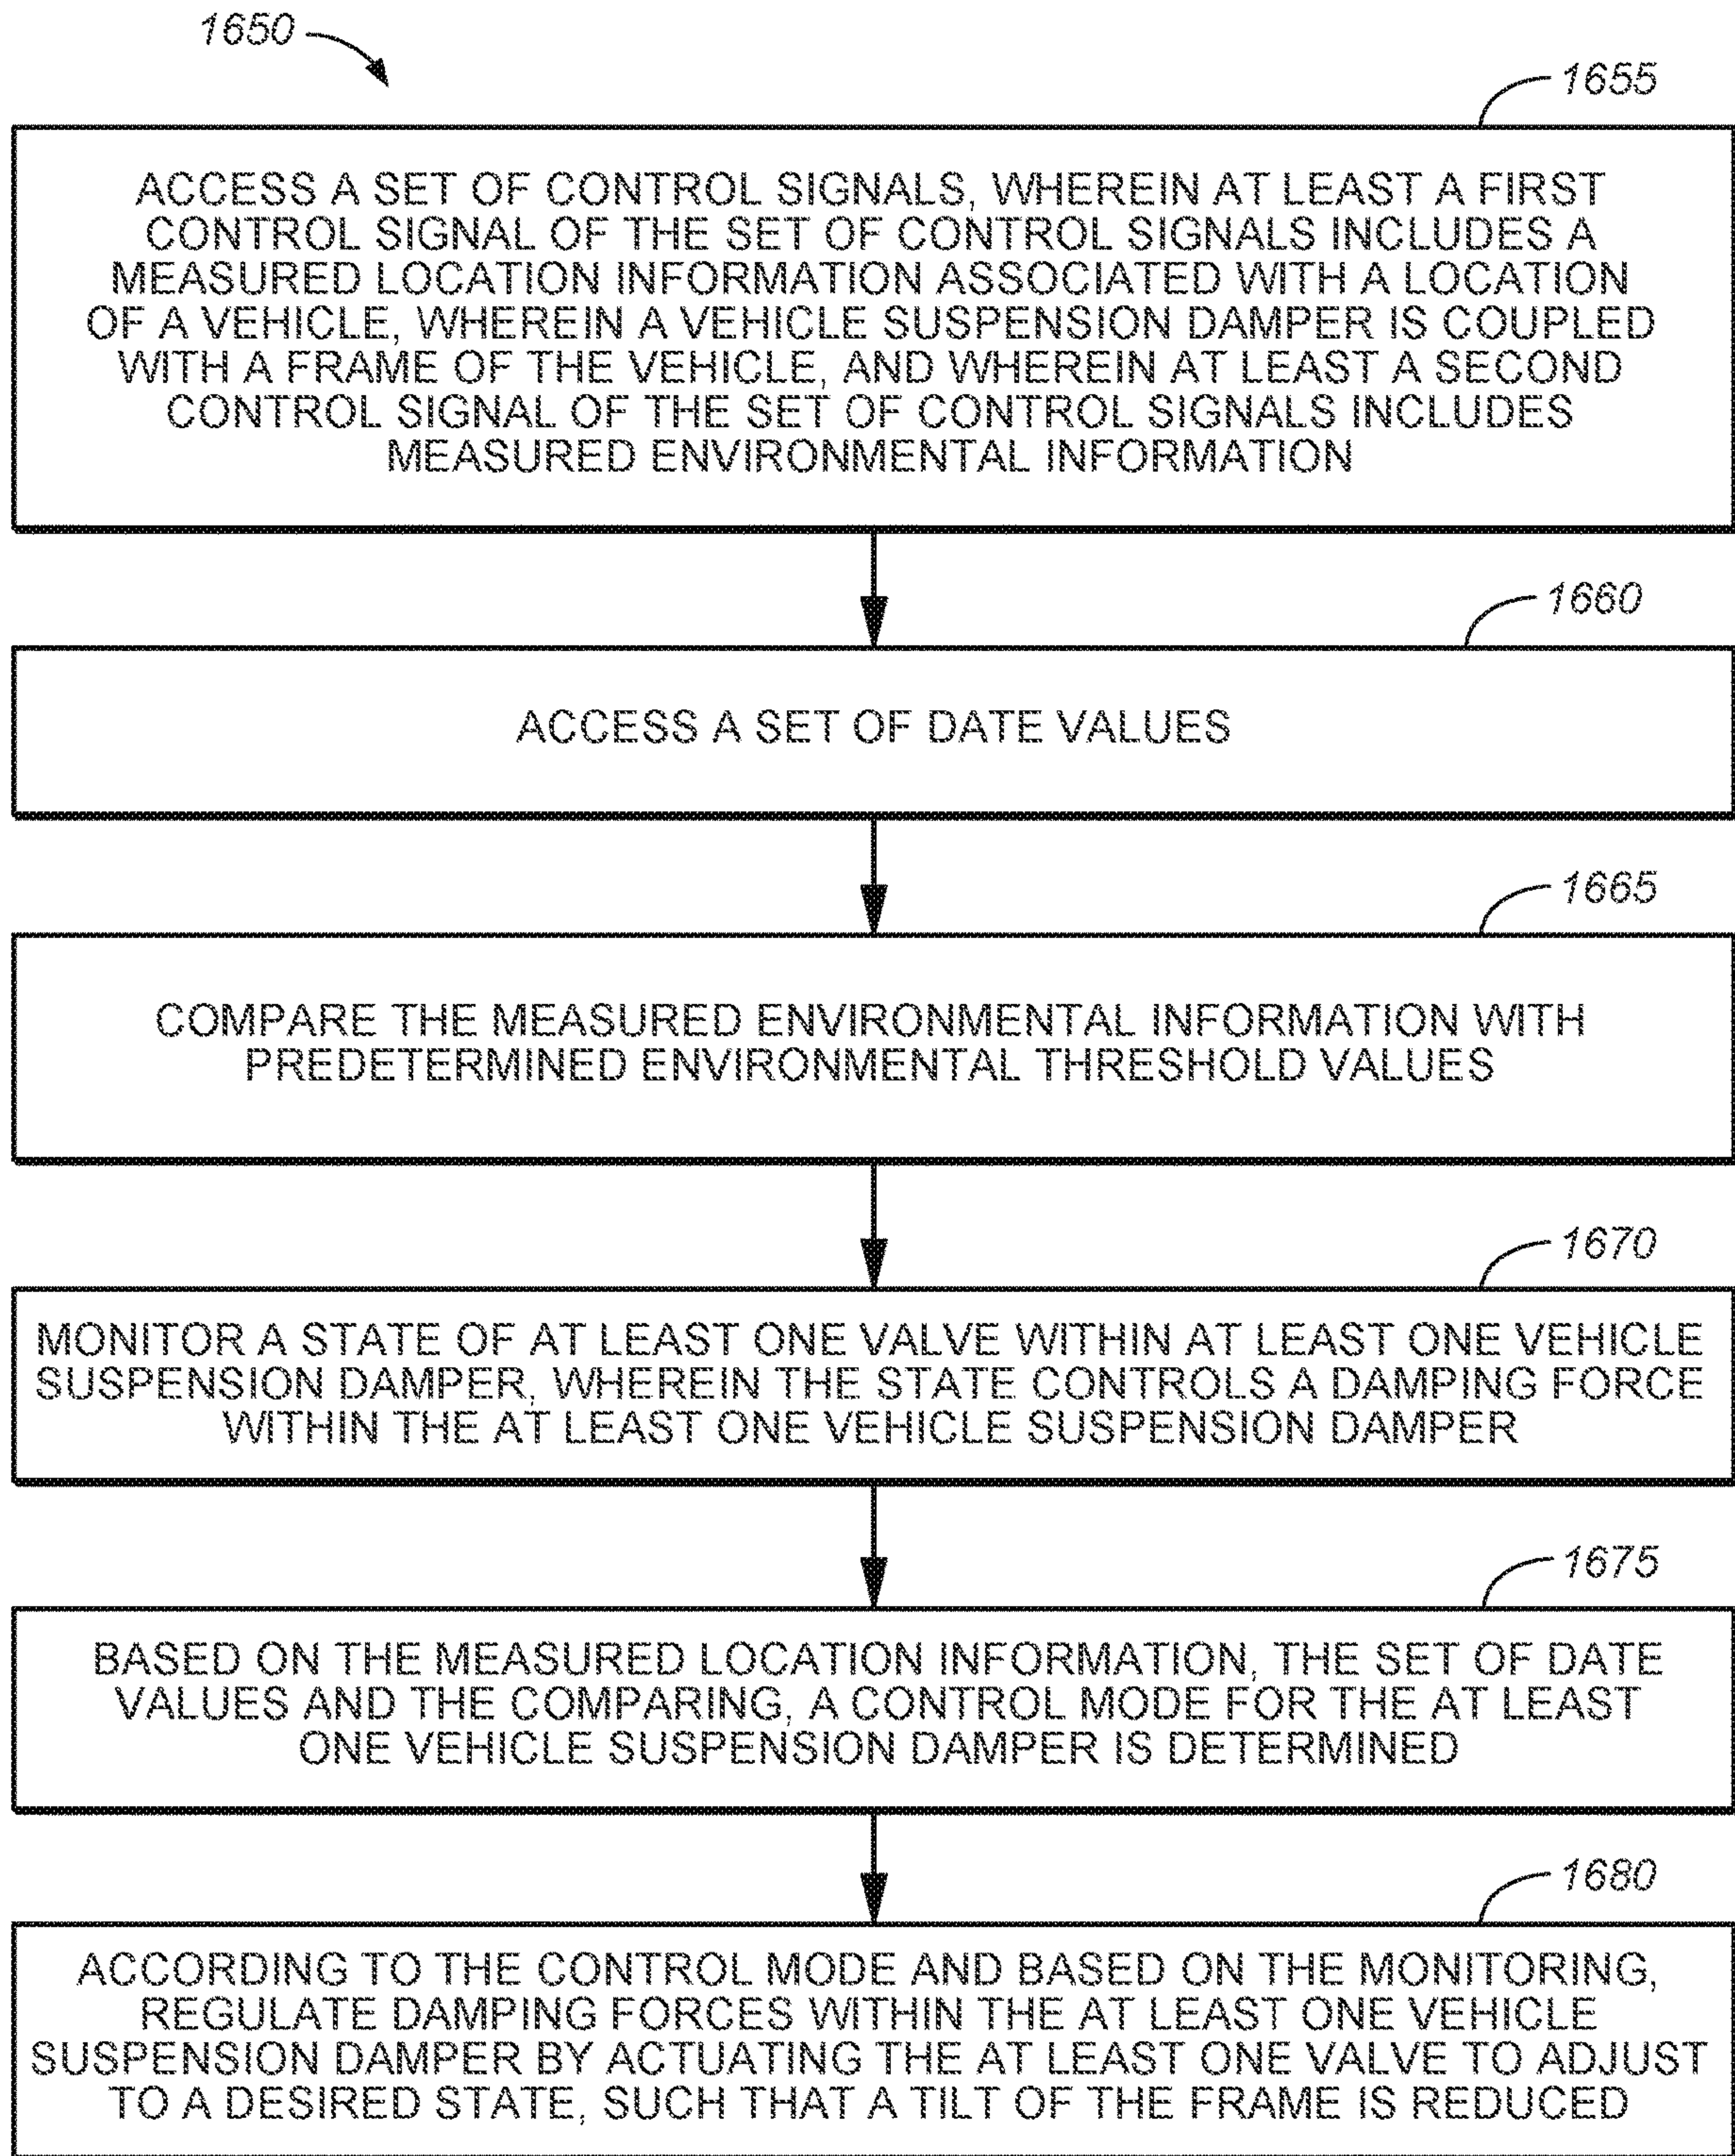 1650
1655
ACCESS A SET OF CONTROL SIGNALS, WHEREIN AT LEAST A FIRST
CONTROL SIGNAL OF THE SET OF CONTROL SIGNALS INCLUDES A
MEASURED LOCATION INFORMATION ASSOCIATED WITH A LOCATION
OF A VEHICLE, WHEREIN A VEHICLE SUSPENSION DAMPER IS COUPLED
WITH A FRAME OF THE VEHICLE, AND WHEREIN AT LEAST A SECOND
CONTROL SIGNAL OF THE SET OF CONTROL SIGNALS INCLUDES
MEASURED ENVIRONMENTAL INFORMATION
1660
ACCESS A SET OF DATE VALUES
1665
COMPARE THE MEASURED ENVIRONMENTAL INFORMATION WITH
PREDETERMINED ENVIRONMENTAL THRESHOLD VALUES
1670
MONITOR A STATE OF AT LEAST ONE VALVE WITHIN AT LEAST ONE VEHICLE
SUSPENSION DAMPER, WHEREIN THE STATE CONTROLS A DAMPING FORCE
WITHIN THE AT LEAST ONE VEHICLE SUSPENSION DAMPER
1675
BASED ON THE MEASURED LOCATION INFORMATION, THE SET OF DATE
VALUES AND THE COMPARING, A CONTROL MODE FOR THE AT LEAST
ONE VEHICLE SUSPENSION DAMPER IS DETERMINED
1680
ACCORDING TO THE CONTROL MODE AND BASED ON THE MONITORING,
REGULATE DAMPING FORCES WITHIN THE AT LEAST ONE VEHICLE
SUSPENSION DAMPER BY ACTUATING THE AT LEAST ONE VALVE TO ADJUST
TO A DESIRED STATE, SUCH THAT A TILT OF THE FRAME IS REDUCED